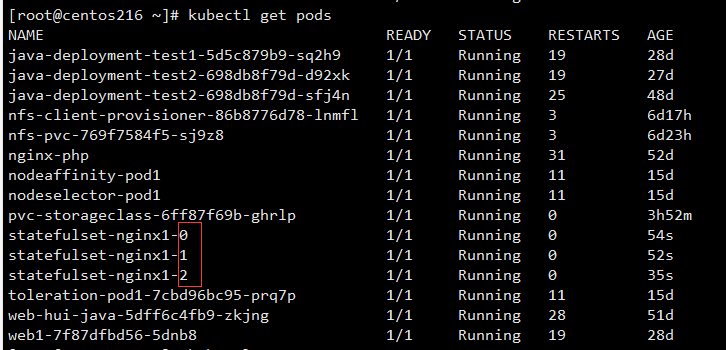 [root@centos216 ~]# kubectl get pods
NAME READY STATUS RESTARTS AGE
java-deployment-test1-5d5c879b9-sq2h9 1/1 Running 19 28d
java-deployment-test2-698db8f79d-d92xk 1/1 Running 19 27d
java-deployment-test2-698db8f79d-sfj4n 1/1 Running 25 48d
nfs-client-provisioner-86b8776d78-lnmfl 1/1 Running 3 6d17h
nfs-pvc-769f7584f5-sj9z8 1/1 Running 3 6d23h
nginx-php 1/1 Running 31 52d
nodeaffinity-pod1 1/1 Running 11 15d
nodeselector-pod1 1/1 Running 11 15d
pvc-storageclass-6ff87f69b-ghrlp 1/1 Running 0 3h52m
statefulset-nginx1-0 1/1 Running 0 54s
statefulset-nginx1-1 1/1 Running 0 52s
statefulset-nginx1-2 1/1 Running 0 35s
toleration-pod1-7cbd96bc95-prq7p 1/1 Running 11 15d
web-hui-java-5dff6c4fb9-zkjng 1/1 Running 28 51d
web1-7f87dfbd56-5dnb8 1/1 Running 19 28d